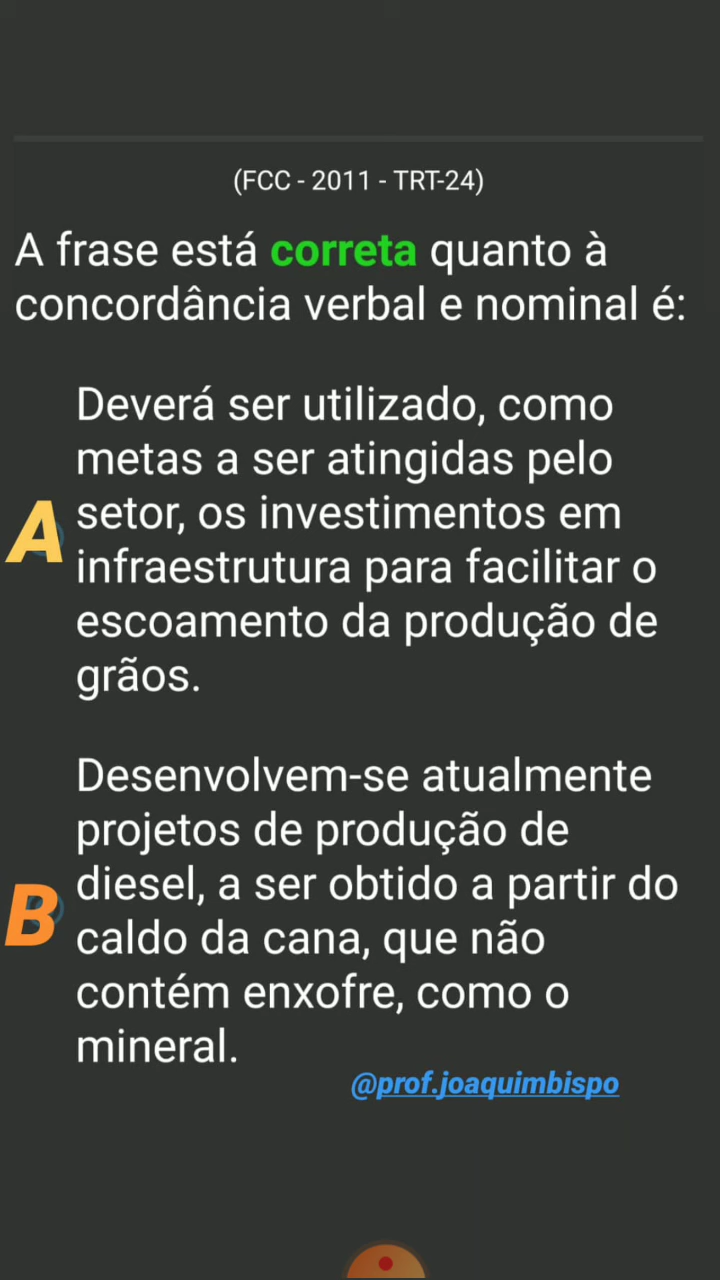 (FCC - 2011 - TRT-24)
A frase está correta quanto à
concordância verbal e nominal é:
Deverá ser utilizado, como
metas a ser atingidas pelo
setor, os investimentos em
infraestrutura para facilitar o
escoamento da produção de
grãos.
A
Desenvolvem-se atualmente
projetos de produção de
diesel, a ser obtido a partir do
caldo da cana, que não
contém enxofre, como o
mineral.
B
@prof.joaquimbispo